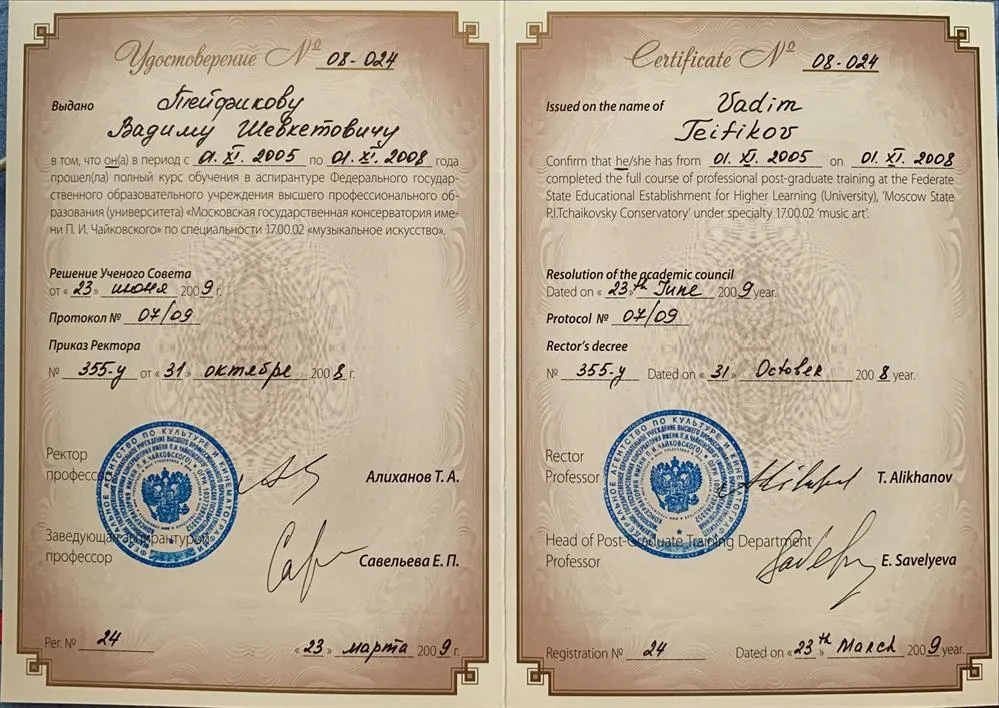 Удостоверение № 08-024
Выдано Тейфикову
Вадиму Шевкетовичу
в том, что он(а) в период с 01. XI. 2005 по 01. XI. 2008 года
прошел(ла) полный курс обучения в аспирантуре Федерального государ-
ственного образовательного учреждения высшего профессионального об-
разования (университета) «Московская государственная консерватория име-
ни П. И. Чайковского» по специальности 17.00.02 «музыкальное искусство».
Решение Ученого Совета
от «23» июня 2009 г.
Протокол № 07/09
Приказ Ректора
№ 355-у от «31» октября 2008 г.
Ректор
профессор Алиханов Т. А.
Заведующая аспирантурой
профессор Савельева Е. П.
Рег. № 24 «23» марта 2009 г.
Certificate № 08-024
Issued on the name of Vadim
Teifikov
Confirm that he/she has from 01. XI. 2005 on 01. XI. 2008
completed the full course of professional post-graduate training at the Federate
State Educational Establishment for Higher Learning (University), 'Moscow State
P.I.Tchaikovsky Conservatory' under specialty 17.00.02 'music art'.
Resolution of the academic council
Dated on «23th» June 2009 year.
Protocol № 07/09
Rector's decree
№ 355-y Dated on «31» October 2008 year.
Rector
Professor T. Alikhanov
Head of Post-Graduate Training Department
Professor E. Savelyeva
Registration № 24 Dated on «23th» March 2009 year.